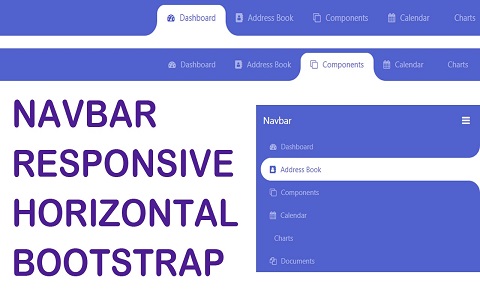 Dashboard Address Book Components Calendar Charts
Dashboard Address Book Components Calendar Charts
NAVBAR
RESPONSIVE
HORIZONTAL
BOOTSTRAP
Navbar
Dashboard
Address Book
Components
Calendar
Charts
Documents